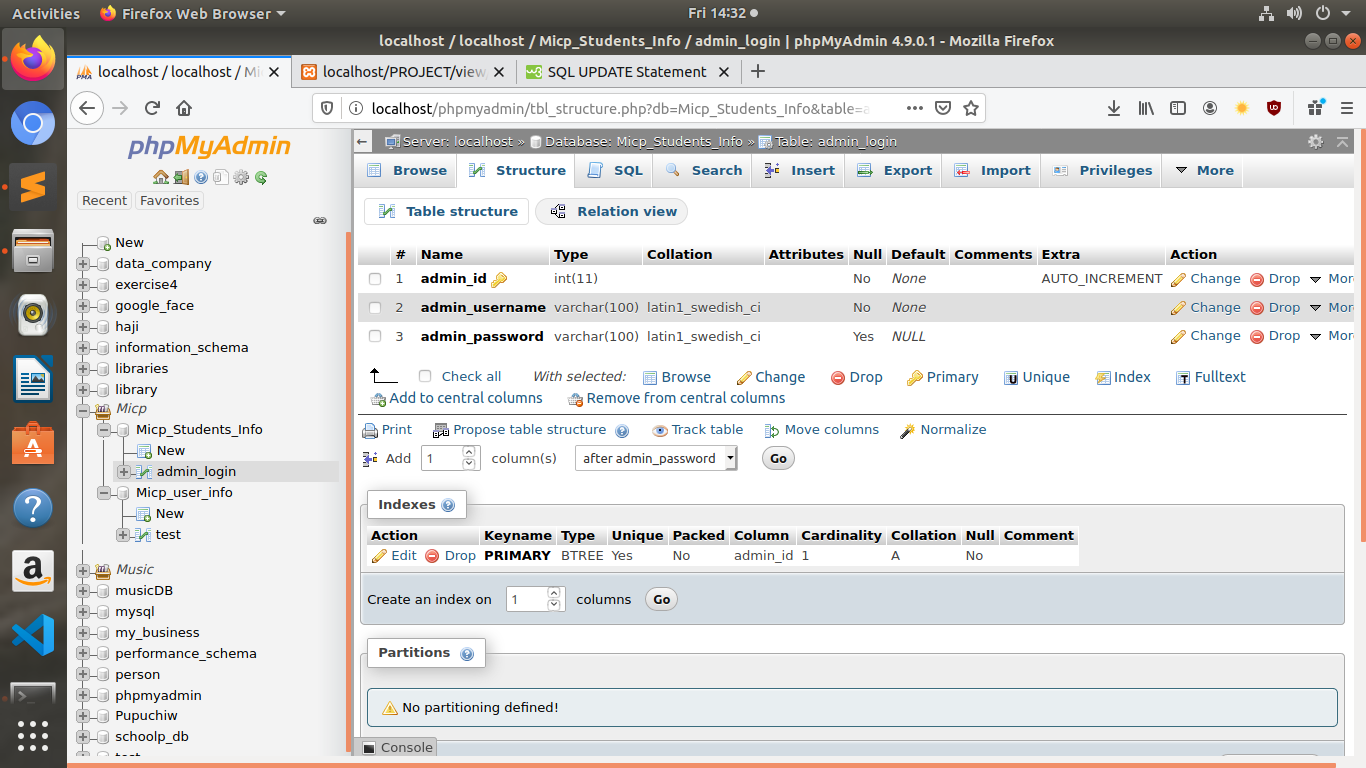 Activities Firefox Web Browser Fri 14:32
localhost / localhost / Micp_Students_Info / admin_login | phpMyAdmin 4.9.0.1 - Mozilla Firefox
localhost / localhost / Mi localhost/PROJECT/view, SQL UPDATE Statement
localhost/phpmyadmin/tbl_structure.php?db=Micp_Students_Info&table=a
phpMyAdmin
Recent Favorites
New
data_company
exercise4
google_face
haji
information_schema
libraries
library
Micp
Micp_Students_Info
New
admin_login
Micp_user_info
New
test
Music
musicDB
mysql
my_business
performance_schema
person
phpmyadmin
Pupuchiw
schoolp_db
Server: localhost » Database: Micp_Students_Info » Table: admin_login
Browse Structure SQL Search Insert Export Import Privileges More
Table structure Relation view
# Name Type Collation Attributes Null Default Comments Extra Action
1 admin_id int(11) No None AUTO_INCREMENT Change Drop More
2 admin_username varchar(100) latin1_swedish_ci No None Change Drop More
3 admin_password varchar(100) latin1_swedish_ci Yes NULL Change Drop More
Check all With selected: Browse Change Drop Primary Unique Index Fulltext
Add to central columns Remove from central columns
Print Propose table structure Track table Move columns Normalize
Add 1 column(s) after admin_password Go
Indexes
Action Keyname Type Unique Packed Column Cardinality Collation Null Comment
Edit Drop PRIMARY BTREE Yes No admin_id 1 A No
Create an index on 1 columns Go
Partitions
No partitioning defined!
Console